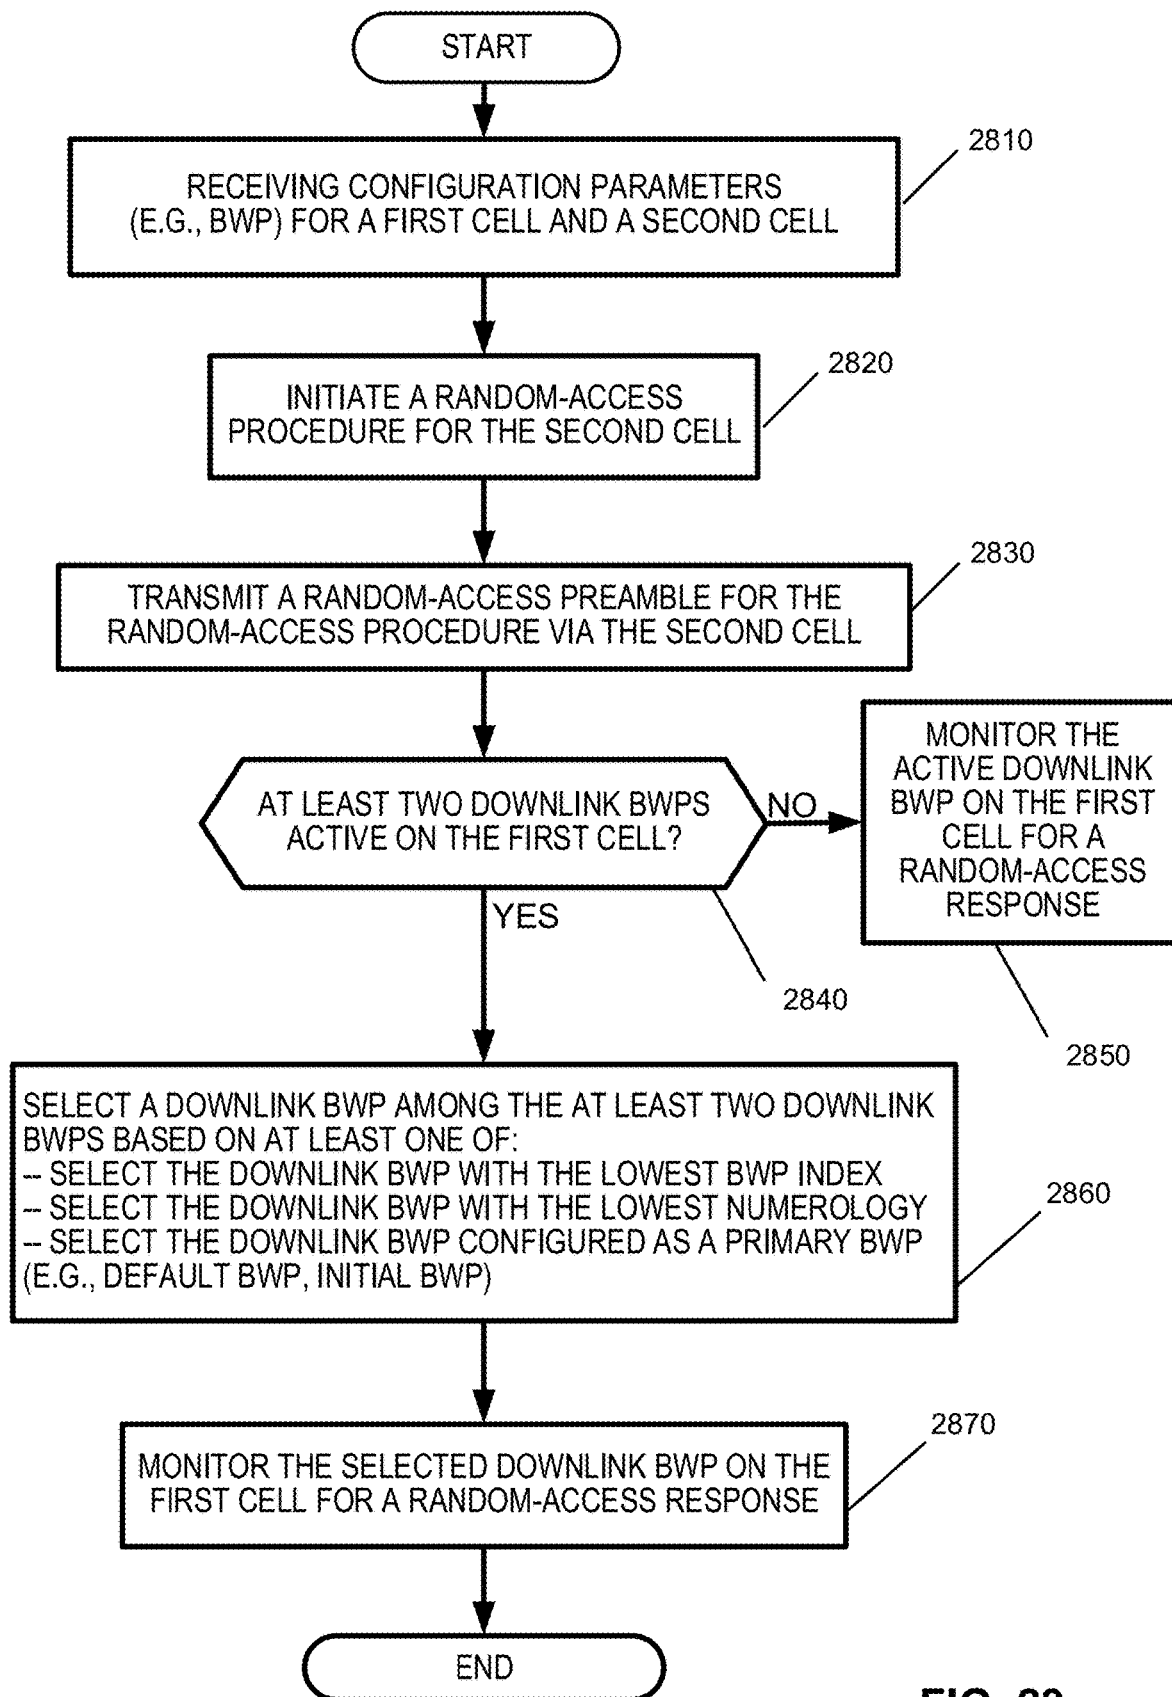 START
RECEIVING CONFIGURATION PARAMETERS
(E.G., BWP) FOR A FIRST CELL AND A SECOND CELL
2810
INITIATE A RANDOM-ACCESS
PROCEDURE FOR THE SECOND CELL
2820
TRANSMIT A RANDOM-ACCESS PREAMBLE FOR THE
RANDOM-ACCESS PROCEDURE VIA THE SECOND CELL
2830
AT LEAST TWO DOWNLINK BWPS
ACTIVE ON THE FIRST CELL?
2840
NO
MONITOR THE
ACTIVE DOWNLINK
BWP ON THE FIRST
CELL FOR A
RANDOM-ACCESS
RESPONSE
2850
YES
SELECT A DOWNLINK BWP AMONG THE AT LEAST TWO DOWNLINK
BWPS BASED ON AT LEAST ONE OF:
-- SELECT THE DOWNLINK BWP WITH THE LOWEST BWP INDEX
-- SELECT THE DOWNLINK BWP WITH THE LOWEST NUMEROLOGY
-- SELECT THE DOWNLINK BWP CONFIGURED AS A PRIMARY BWP
(E.G., DEFAULT BWP, INITIAL BWP)
2860
MONITOR THE SELECTED DOWNLINK BWP ON THE
FIRST CELL FOR A RANDOM-ACCESS RESPONSE
2870
END
FIG.